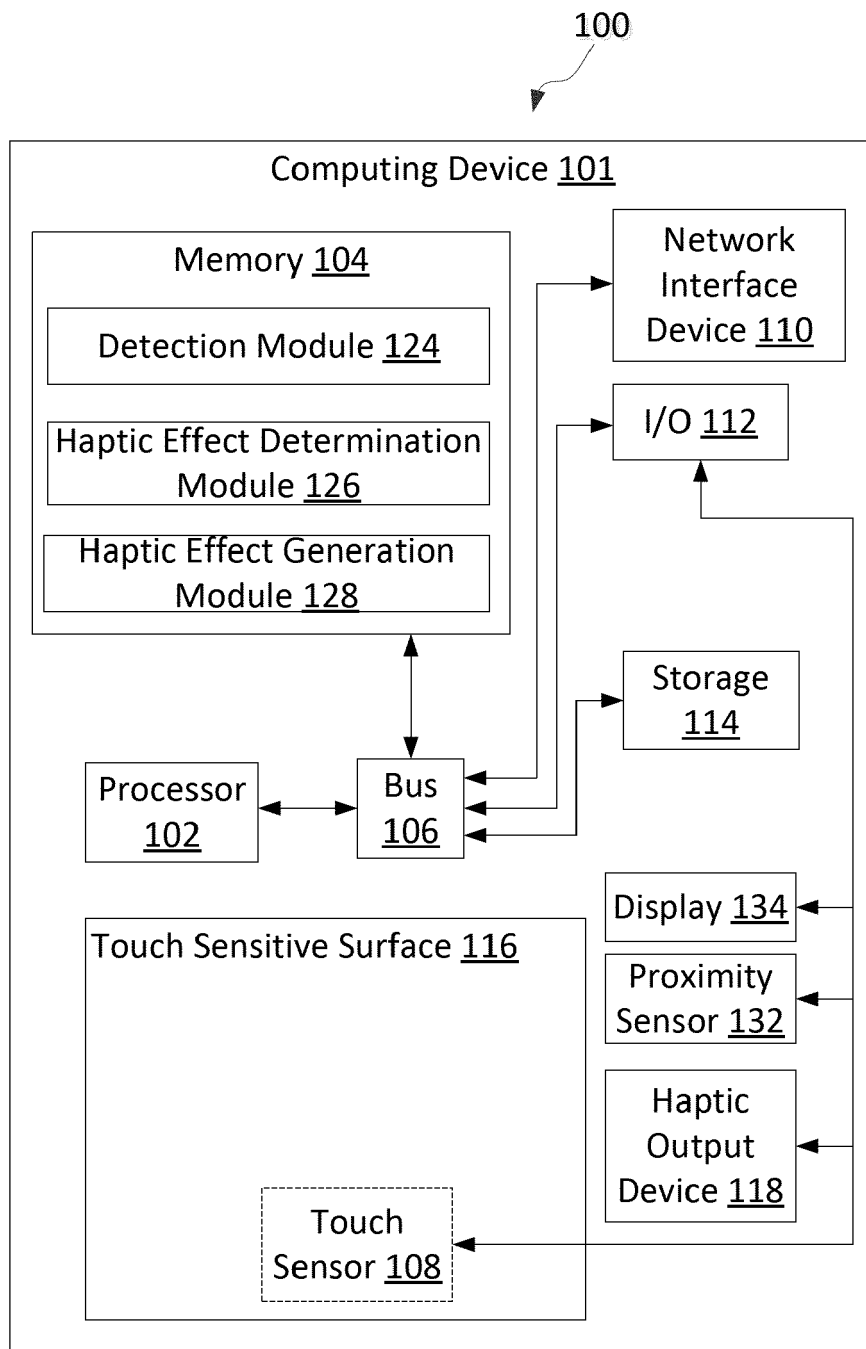 100
Computing Device 101
Memory 104
Detection Module 124
Haptic Effect Determination
Module 126
Haptic Effect Generation
Module 128
Network
Interface
Device 110
I/O 112
Storage
114
Processor
102
Bus
106
Touch Sensitive Surface 116
Touch
Sensor 108
Display 134
Proximity
Sensor 132
Haptic
Output
Device 118